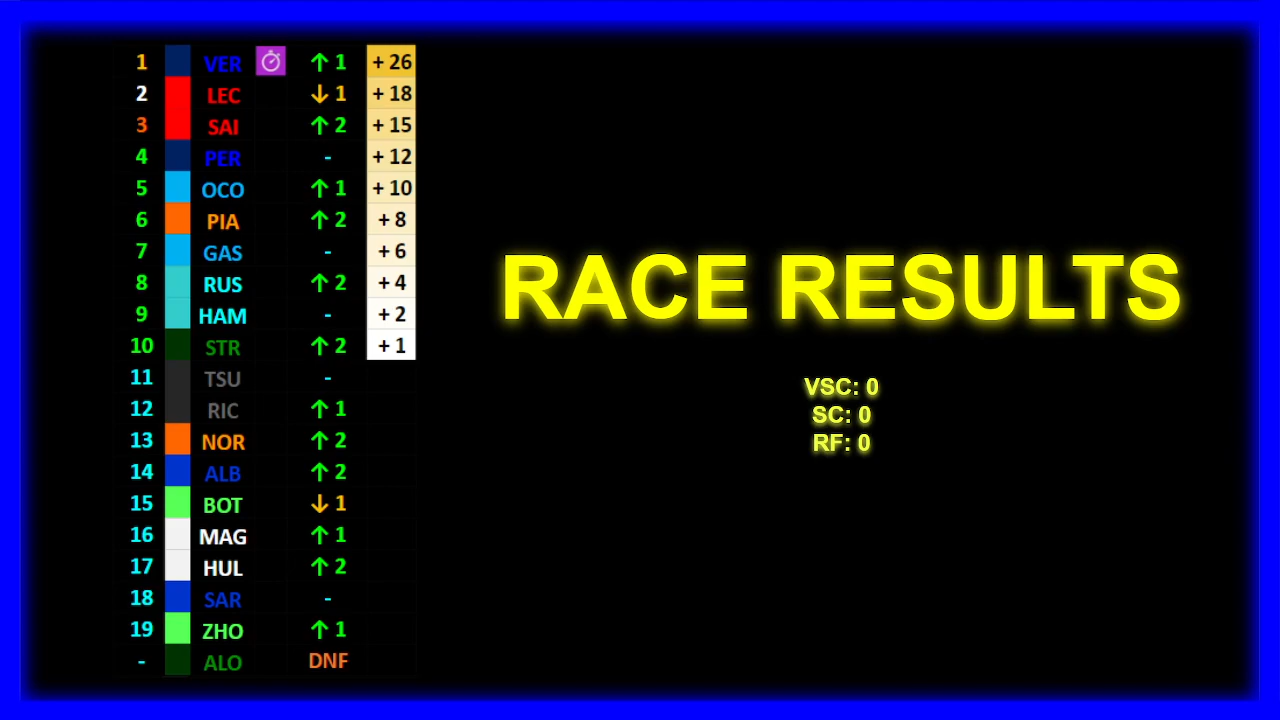 1 VER ↑ 1 + 26
2 LEC ↓ 1 + 18
3 SAI ↑ 2 + 15
4 PER - + 12
5 OCO ↑ 1 + 10
6 PIA ↑ 2 + 8
7 GAS - + 6
8 RUS ↑ 2 + 4
9 HAM - + 2
10 STR ↑ 2 + 1
11 TSU -
12 RIC ↑ 1
13 NOR ↑ 2
14 ALB ↑ 2
15 BOT ↓ 1
16 MAG ↑ 1
17 HUL ↑ 2
18 SAR -
19 ZHO ↑ 1
- ALO DNF
RACE RESULTS
VSC: 0
SC: 0
RF: 0